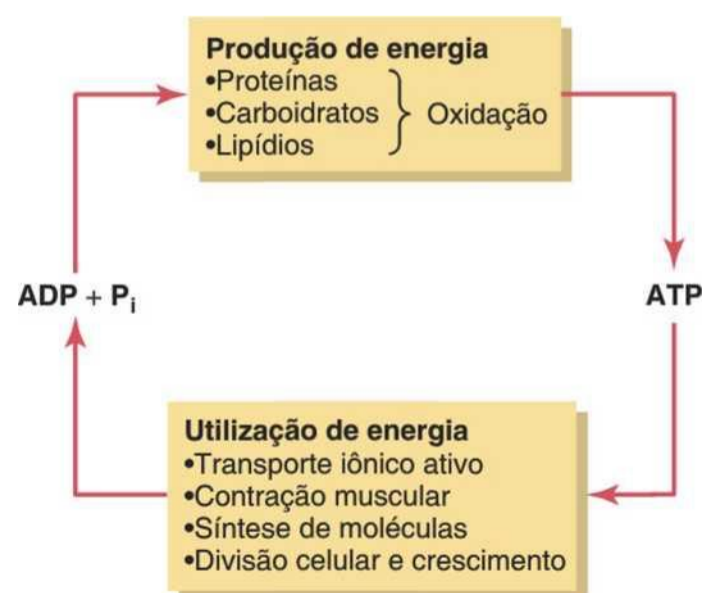 Produção de energia
•Proteínas
•Carboidratos
•Lipídios
Oxidação
ADP + Pi
ATP
Utilização de energia
•Transporte iônico ativo
•Contração muscular
•Síntese de moléculas
•Divisão celular e crescimento